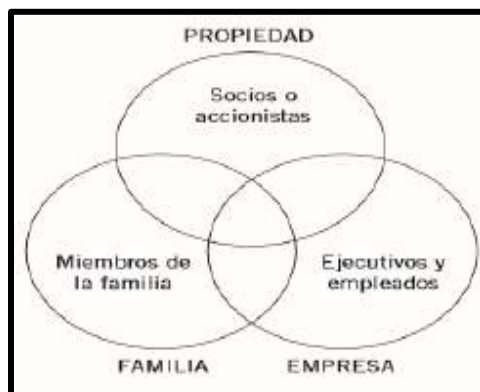 PROPIEDAD
Socios o
accionistas
Miembros de
la familia
Ejecutivos y
empleados
FAMILIA
EMPRESA